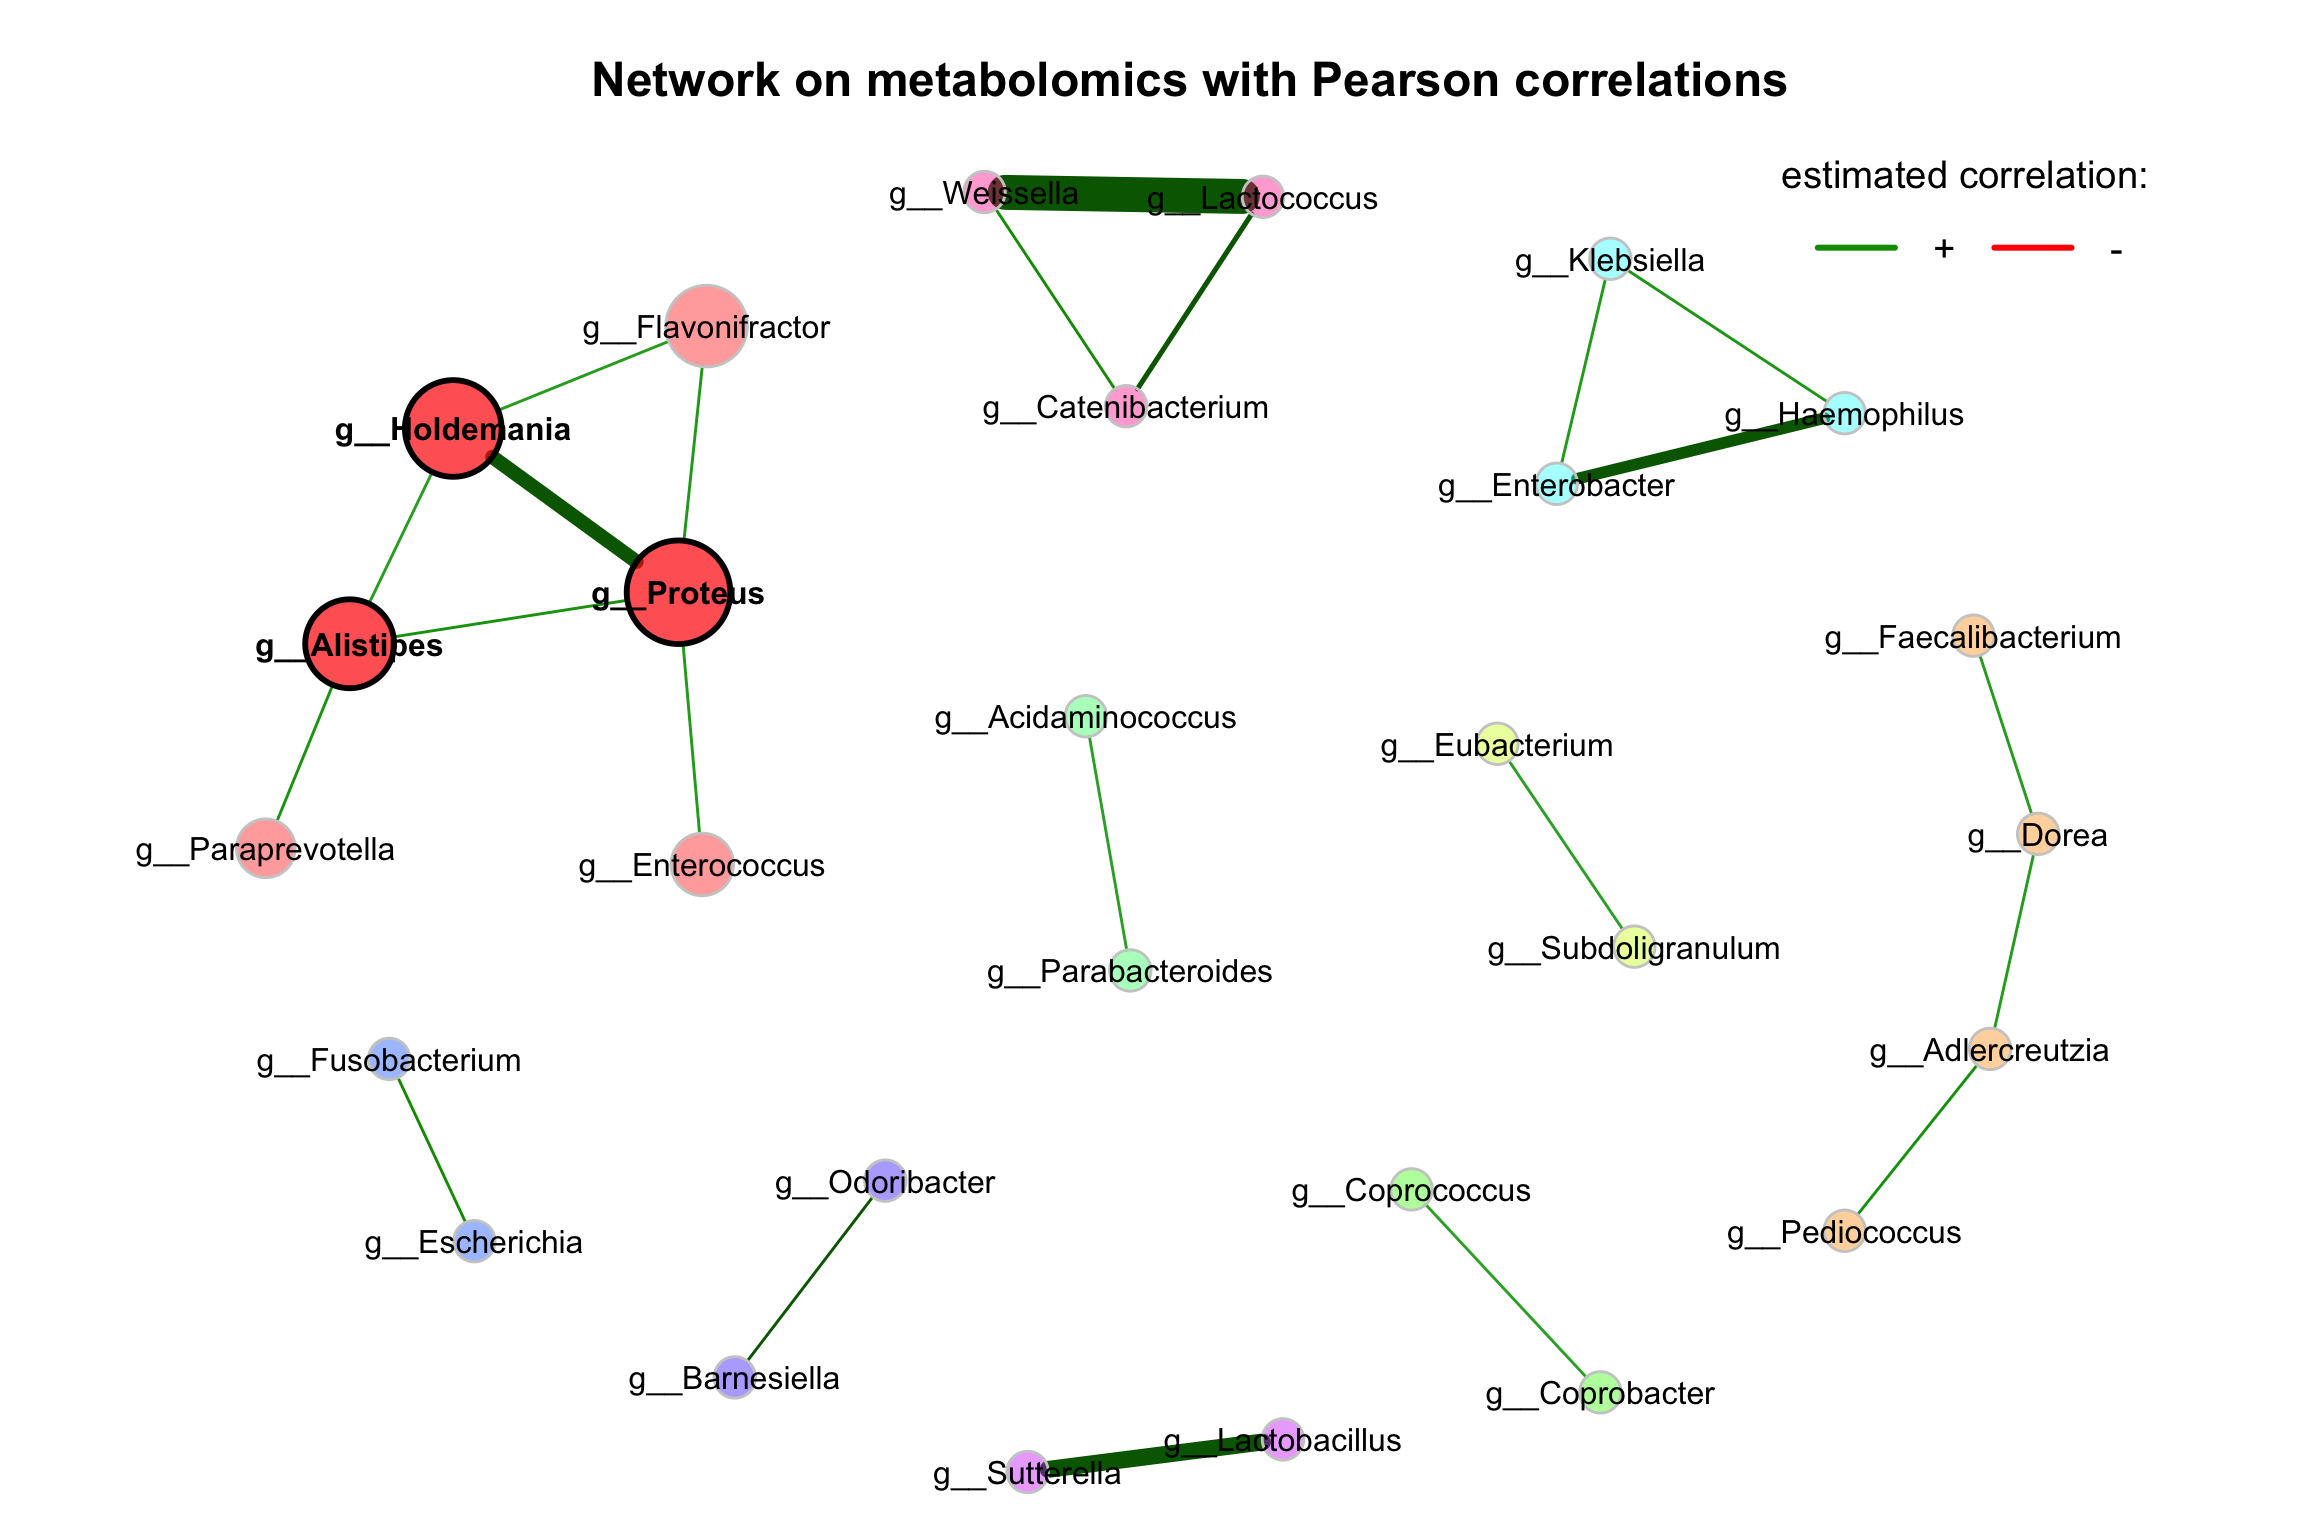 Network on metabolomics with Pearson correlations
estimated correlation:
+ -
g__Weissella
g__Lactococcus
g__Klebsiella
g__Flavonifractor
g__Catenibacterium
g__Haemophilus
g__Holdemania
g__Enterobacter
g__Proteus
g__Faecalibacterium
g__Alistipes
g__Acidaminococcus
g__Eubacterium
g__Dorea
g__Paraprevotella
g__Enterococcus
g__Subdoligranulum
g__Parabacteroides
g__Adlercreutzia
g__Fusobacterium
g__Odoribacter
g__Coprococcus
g__Pediococcus
g__Escherichia
g__Barnesiella
g__Coprobacter
g__Lactobacillus
g__Sutterella